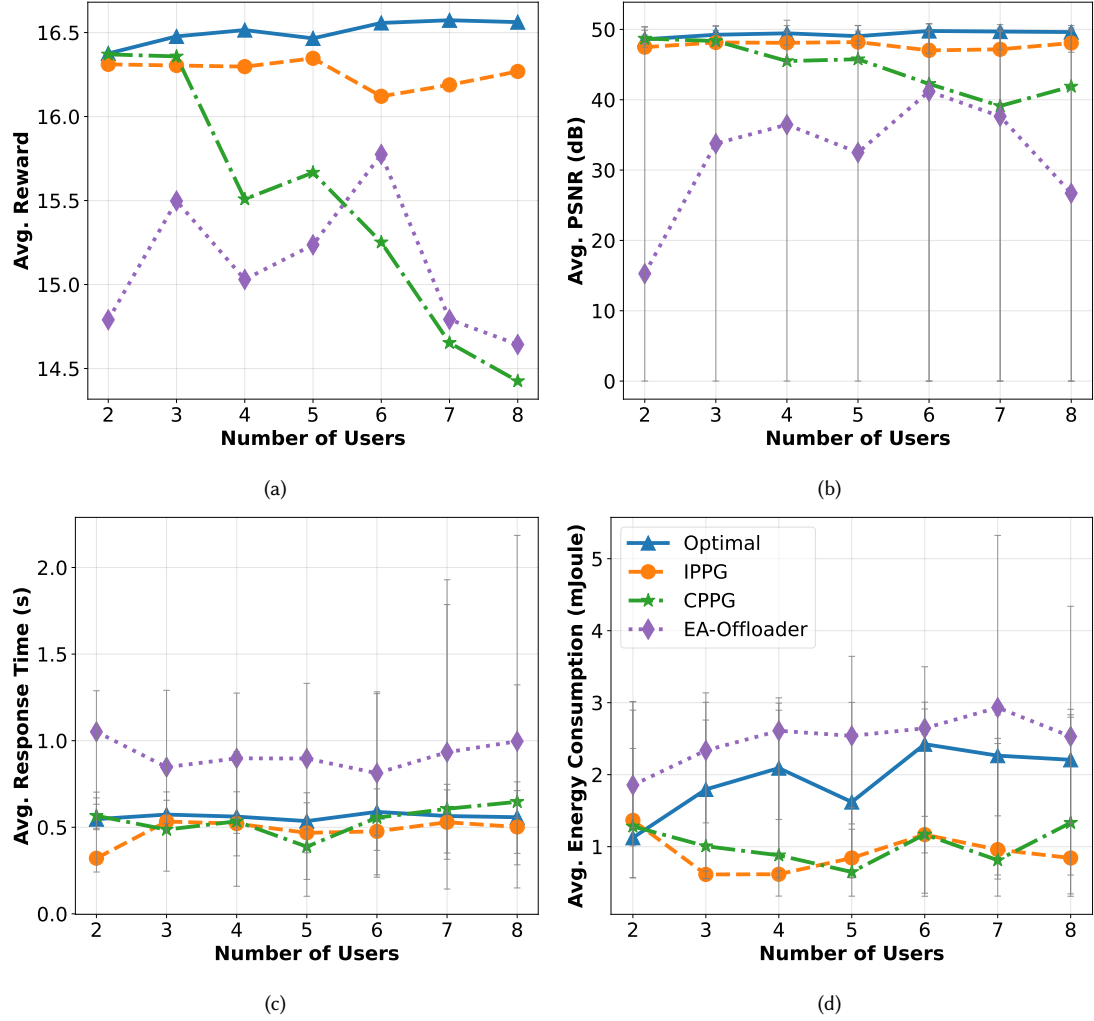 16.5
16.0
15.5
15.0
14.5
Avg. Reward
2 3 4 5 6 7 8
Number of Users
(a)
50
40
30
20
10
0
Avg. PSNR (dB)
2 3 4 5 6 7 8
Number of Users
(b)
2.0
1.5
1.0
0.5
0.0
Avg. Response Time (s)
2 3 4 5 6 7 8
Number of Users
(c)
5
4
3
2
1
Avg. Energy Consumption (mJoule)
Optimal
IPPG
CPPG
EA-Offloader
2 3 4 5 6 7 8
Number of Users
(d)